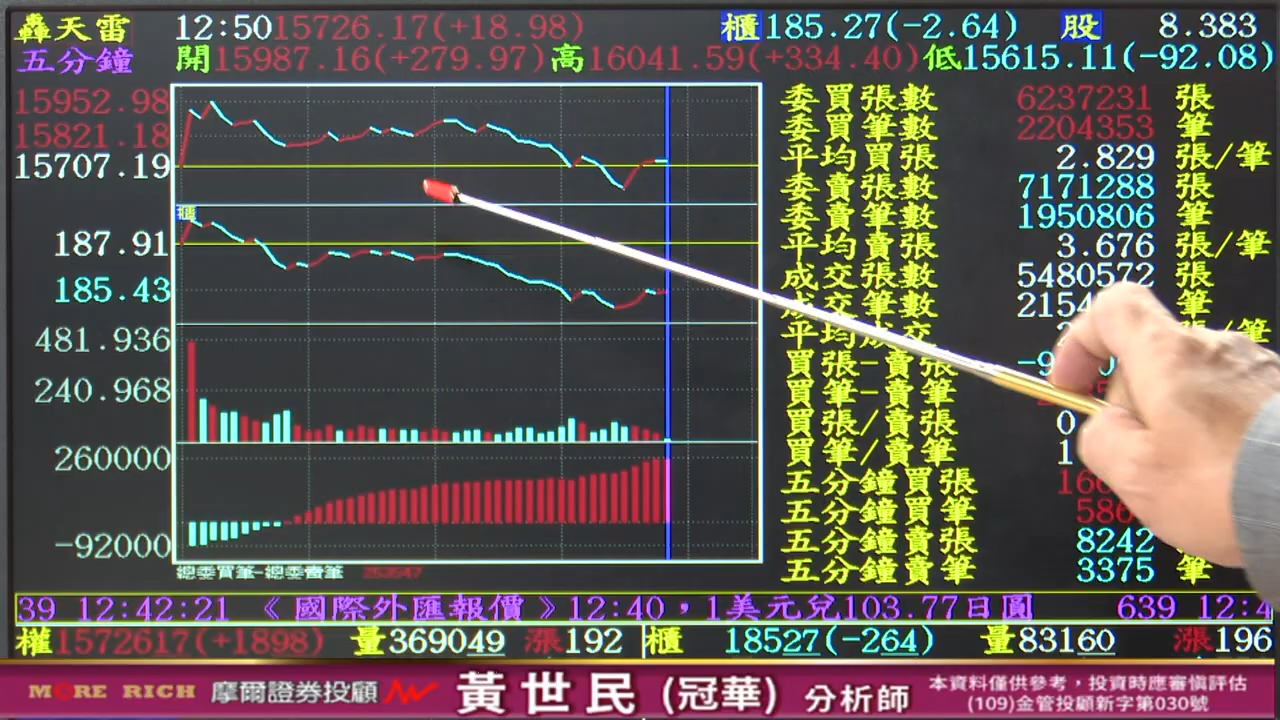 轟天雷 12:50 15726.17(+18.98) 櫃185.27(-2.64) 股 8.383
五分鐘 開15987.16(+279.97) 高16041.59(+334.40) 低15615.11(-92.08)
15952.98
15821.18
15707.19
櫃
187.91
185.43
481.936
240.968
260000
-92000
總委買筆-總委賣筆 253547
委買張數 6237231 張
委買筆數 2204353 筆
平均買張 2.829 張/筆
委賣張數 7171288 張
委賣筆數 1950806 筆
平均賣張 3.676 張/筆
成交張數 5480572 張
成交筆數 筆
平均成交 張/筆
買張-賣張
買筆-賣筆
買張/賣張
買筆/賣筆
五分鐘買張
五分鐘買筆
五分鐘賣張 8242
五分鐘賣筆 3375 筆
39 12:42:21 《國際外匯報價》12:40，1美元兌103.77日圓 639 12:4
權1572617(+1898) 量369049 漲192 櫃 18527(-264) 量83160 漲196
MORE RICH 摩爾證券投顧 黃世民(冠華) 分析師 本資料僅供參考，投資時應審慎評估
(109)金管投顧新字第030號